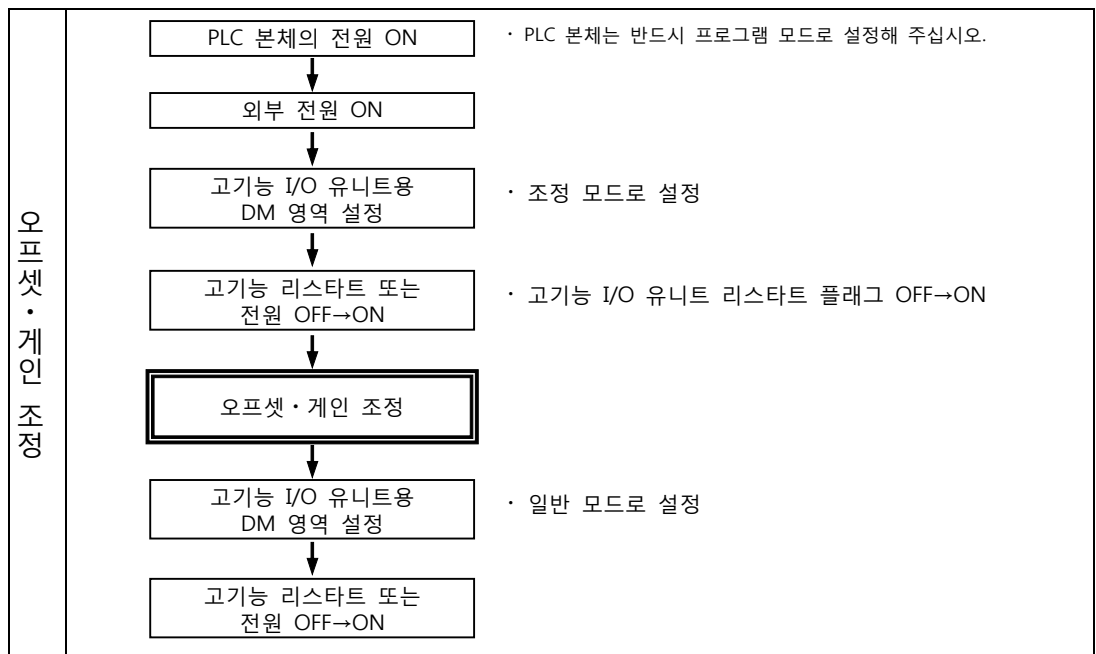 오프셋・게인 조정
PLC 본체의 전원 ON
・ PLC 본체는 반드시 프로그램 모드로 설정해 주십시오.
외부 전원 ON
고기능 I/O 유니트용
DM 영역 설정
・ 조정 모드로 설정
고기능 리스타트 또는
전원 OFF→ON
・ 고기능 I/O 유니트 리스타트 플래그 OFF→ON
오프셋・게인 조정
고기능 I/O 유니트용
DM 영역 설정
・ 일반 모드로 설정
고기능 리스타트 또는
전원 OFF→ON